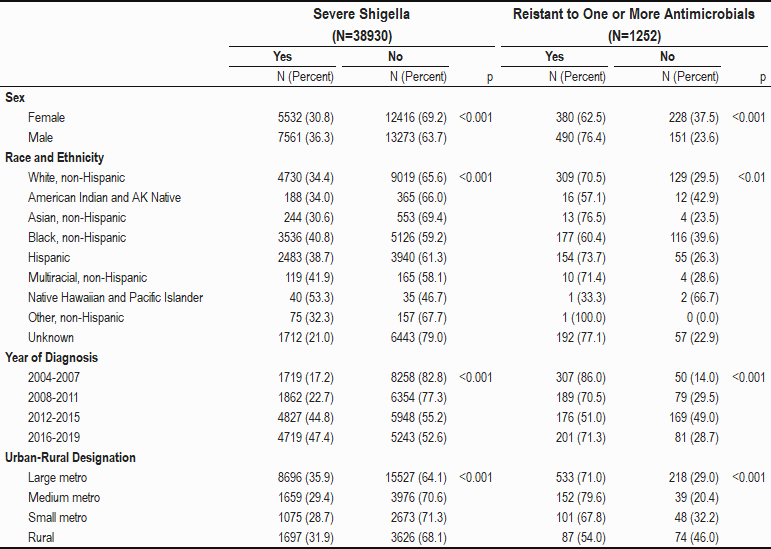 Severe Shigella Reistant to One or More Antimicrobials
(N=38930) (N=1252)
Yes No Yes No
N (Percent) N (Percent) p N (Percent) N (Percent) p
Sex
Female 5532 (30.8) 12416 (69.2) <0.001 380 (62.5) 228 (37.5) <0.001
Male 7561 (36.3) 13273 (63.7) 490 (76.4) 151 (23.6)
Race and Ethnicity
White, non-Hispanic 4730 (34.4) 9019 (65.6) <0.001 309 (70.5) 129 (29.5) <0.01
American Indian and AK Native 188 (34.0) 365 (66.0) 16 (57.1) 12 (42.9)
Asian, non-Hispanic 244 (30.6) 553 (69.4) 13 (76.5) 4 (23.5)
Black, non-Hispanic 3536 (40.8) 5126 (59.2) 177 (60.4) 116 (39.6)
Hispanic 2483 (38.7) 3940 (61.3) 154 (73.7) 55 (26.3)
Multiracial, non-Hispanic 119 (41.9) 165 (58.1) 10 (71.4) 4 (28.6)
Native Hawaiian and Pacific Islander 40 (53.3) 35 (46.7) 1 (33.3) 2 (66.7)
Other, non-Hispanic 75 (32.3) 157 (67.7) 1 (100.0) 0 (0.0)
Unknown 1712 (21.0) 6443 (79.0) 192 (77.1) 57 (22.9)
Year of Diagnosis
2004-2007 1719 (17.2) 8258 (82.8) <0.001 307 (86.0) 50 (14.0) <0.001
2008-2011 1862 (22.7) 6354 (77.3) 189 (70.5) 79 (29.5)
2012-2015 4827 (44.8) 5948 (55.2) 176 (51.0) 169 (49.0)
2016-2019 4719 (47.4) 5243 (52.6) 201 (71.3) 81 (28.7)
Urban-Rural Designation
Large metro 8696 (35.9) 15527 (64.1) <0.001 533 (71.0) 218 (29.0) <0.001
Medium metro 1659 (29.4) 3976 (70.6) 152 (79.6) 39 (20.4)
Small metro 1075 (28.7) 2673 (71.3) 101 (67.8) 48 (32.2)
Rural 1697 (31.9) 3626 (68.1) 87 (54.0) 74 (46.0)